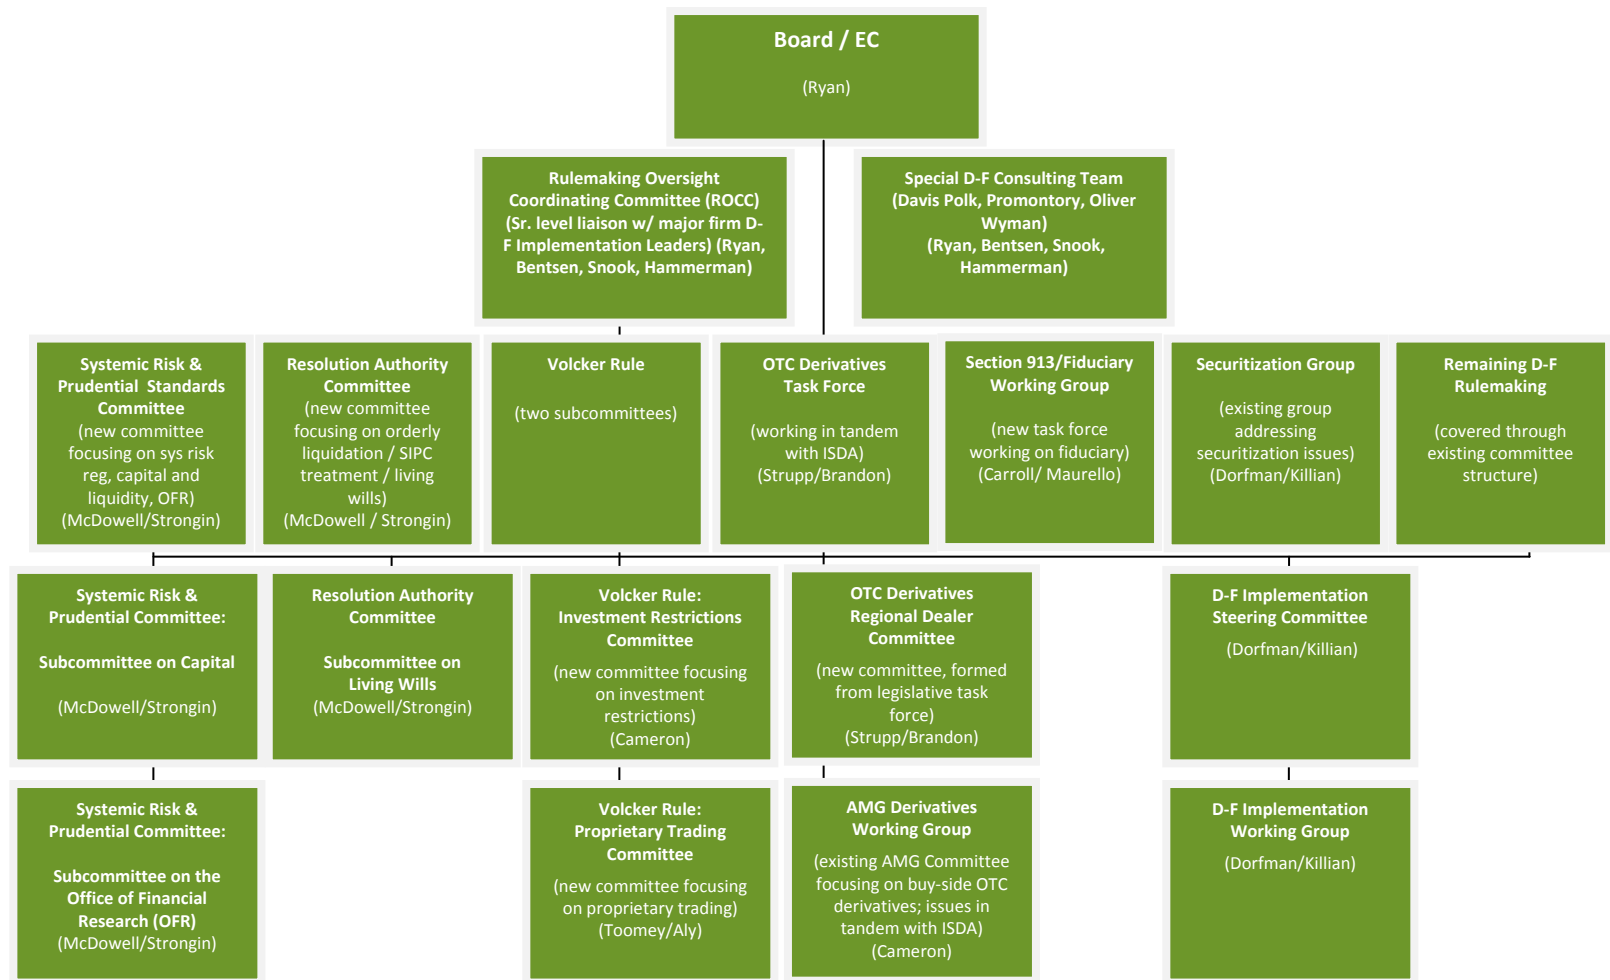 Board / EC
(Ryan)
Rulemaking Oversight
Coordinating Committee (ROCC)
(Sr. level liaison w/ major firm D-
F Implementation Leaders) (Ryan,
Bentsen, Snook, Hammerman)
Special D-F Consulting Team
(Davis Polk, Promontory, Oliver
Wyman)
(Ryan, Bentsen, Snook,
Hammerman)
Systemic Risk &
Prudential Standards
Committee
(new committee
focusing on sys risk
reg, capital and
liquidity, OFR)
(McDowell/Strongin)
Resolution Authority
Committee
(new committee
focusing on orderly
liquidation / SIPC
treatment / living
wills)
(McDowell / Strongin)
Volcker Rule
(two subcommittees)
OTC Derivatives
Task Force
(working in tandem
with ISDA)
(Strupp/Brandon)
Section 913/Fiduciary
Working Group
(new task force
working on fiduciary)
(Carroll/ Maurello)
Securitization Group
(existing group
addressing
securitization issues)
(Dorfman/Killian)
Remaining D-F
Rulemaking
(covered through
existing committee
structure)
Systemic Risk &
Prudential Committee:
Subcommittee on Capital
(McDowell/Strongin)
Resolution Authority
Committee
Subcommittee on
Living Wills
(McDowell/Strongin)
Volcker Rule:
Investment Restrictions
Committee
(new committee focusing
on investment
restrictions)
(Cameron)
OTC Derivatives
Regional Dealer
Committee
(new committee, formed
from legislative task
force)
(Strupp/Brandon)
D-F Implementation
Steering Committee
(Dorfman/Killian)
Systemic Risk &
Prudential Committee:
Subcommittee on the
Office of Financial
Research (OFR)
(McDowell/Strongin)
Volcker Rule:
Proprietary Trading
Committee
(new committee focusing
on proprietary trading)
(Toomey/Aly)
AMG Derivatives
Working Group
(existing AMG Committee
focusing on buy-side OTC
derivatives; issues in
tandem with ISDA)
(Cameron)
D-F Implementation
Working Group
(Dorfman/Killian)